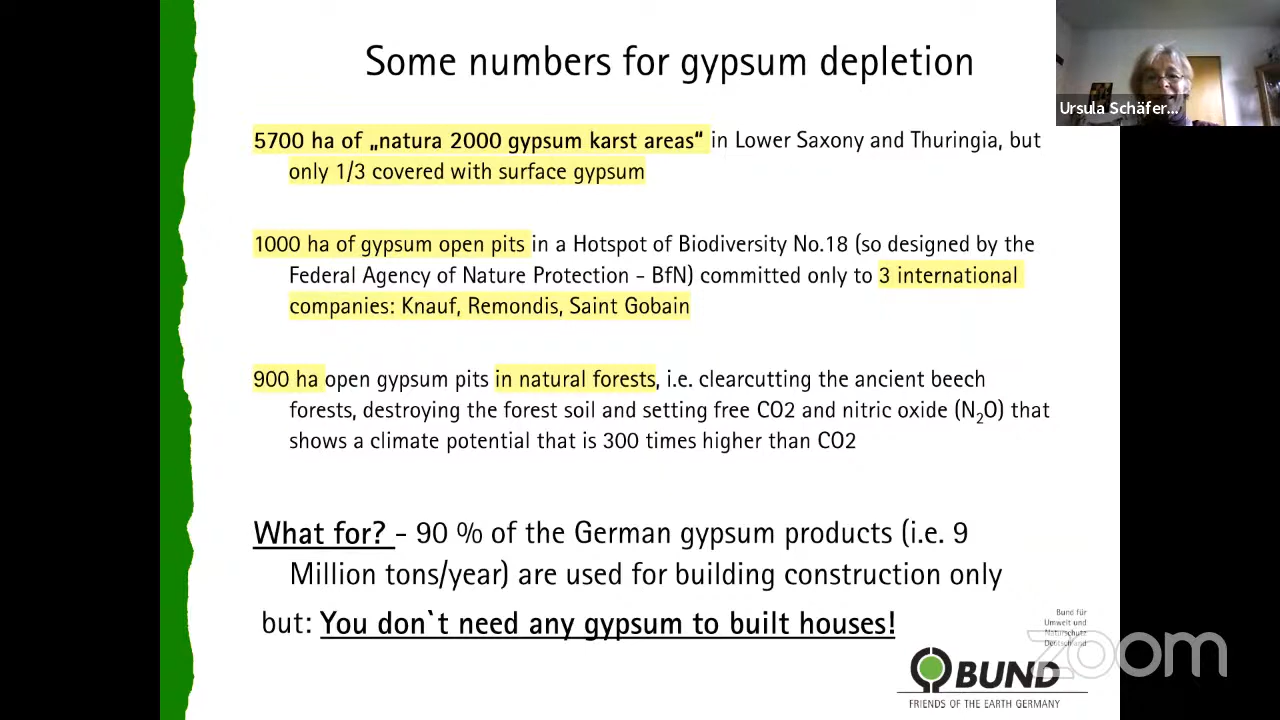 Some numbers for gypsum depletion
Ursula Schäfer...
5700 ha of „natura 2000 gypsum karst areas“ in Lower Saxony and Thuringia, but
only 1/3 covered with surface gypsum
1000 ha of gypsum open pits in a Hotspot of Biodiversity No.18 (so designed by the
Federal Agency of Nature Protection - BfN) committed only to 3 international
companies: Knauf, Remondis, Saint Gobain
900 ha open gypsum pits in natural forests, i.e. clearcutting the ancient beech
forests, destroying the forest soil and setting free CO2 and nitric oxide (N₂O) that
shows a climate potential that is 300 times higher than CO2
What for? - 90 % of the German gypsum products (i.e. 9
Million tons/year) are used for building construction only
but: You don`t need any gypsum to built houses!
Bund für
Umwelt und
Naturschutz
Deutschland
zoom
BUND
FRIENDS OF THE EARTH GERMANY